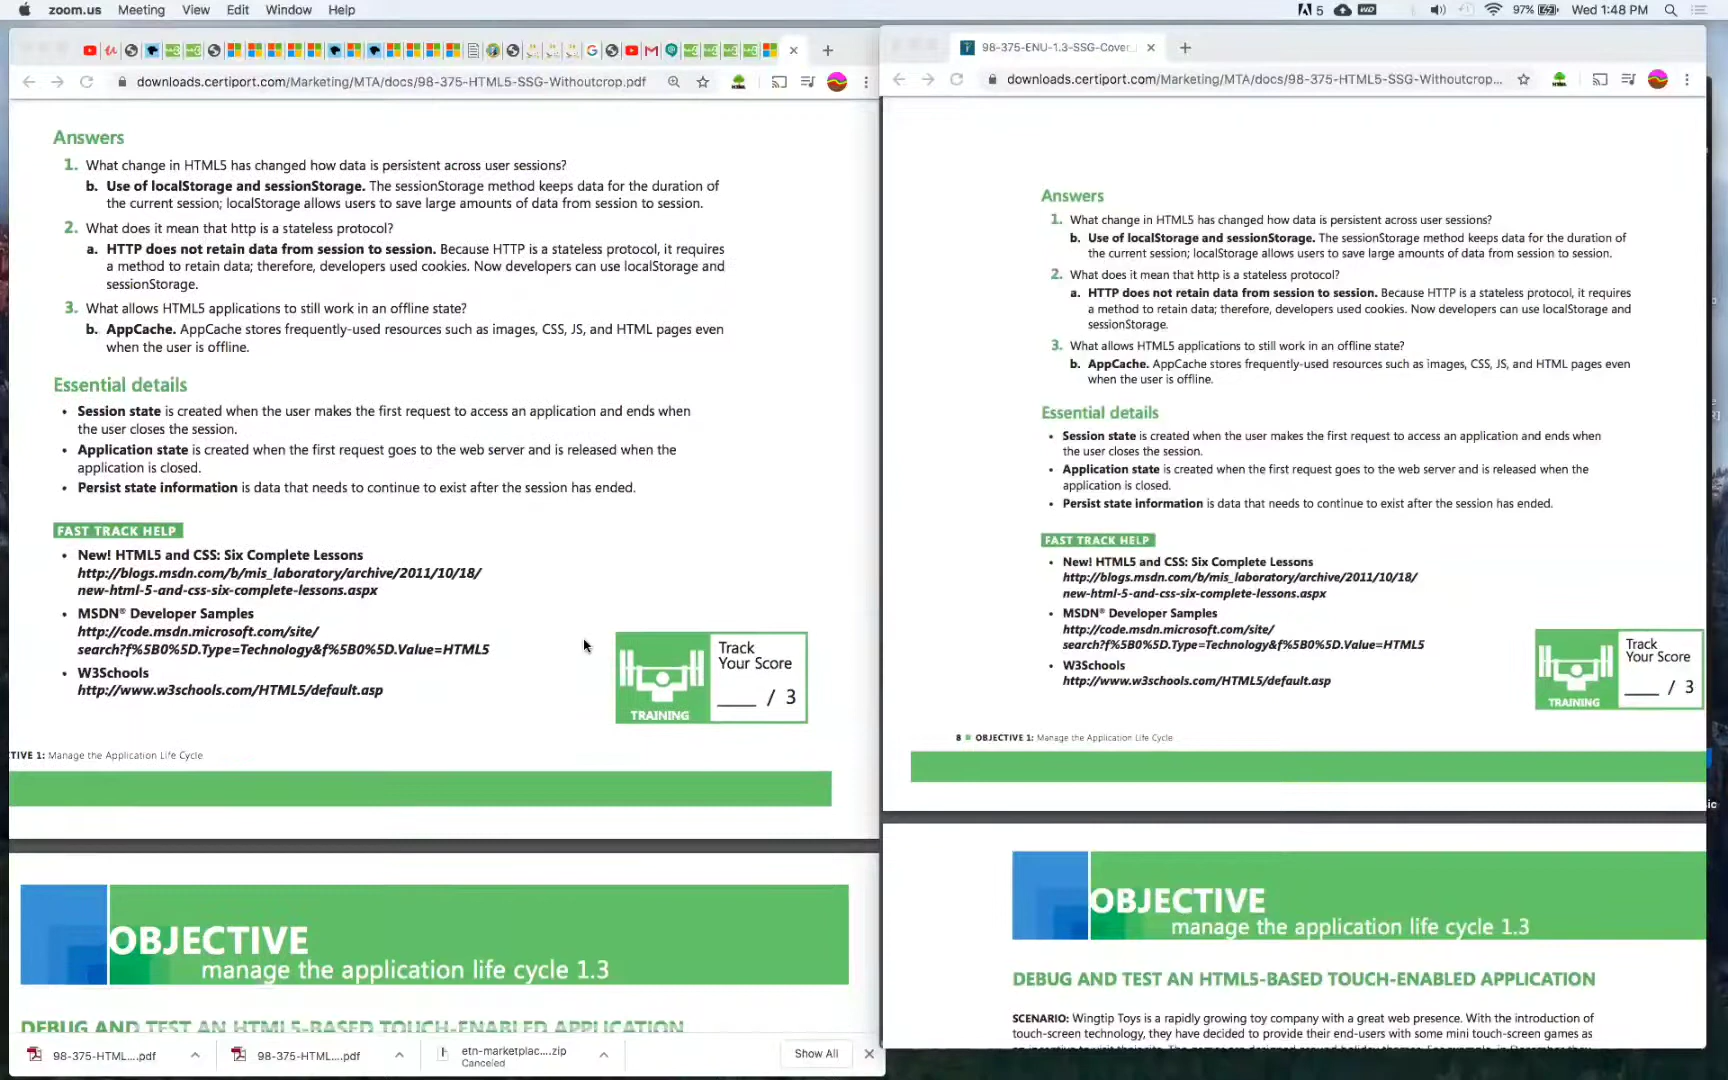 zoom.us Meeting View Edit Window Help
5 97% Wed 1:48 PM
downloads.certiport.com/Marketing/MTA/docs/98-375-HTML5-SSG-Withoutcrop.pdf
Answers
1. What change in HTML5 has changed how data is persistent across user sessions?
b. Use of localStorage and sessionStorage. The sessionStorage method keeps data for the duration of
the current session; localStorage allows users to save large amounts of data from session to session.
2. What does it mean that http is a stateless protocol?
a. HTTP does not retain data from session to session. Because HTTP is a stateless protocol, it requires
a method to retain data; therefore, developers used cookies. Now developers can use localStorage and
sessionStorage.
3. What allows HTML5 applications to still work in an offline state?
b. AppCache. AppCache stores frequently-used resources such as images, CSS, JS, and HTML pages even
when the user is offline.
Essential details
• Session state is created when the user makes the first request to access an application and ends when
the user closes the session.
• Application state is created when the first request goes to the web server and is released when the
application is closed.
• Persist state information is data that needs to continue to exist after the session has ended.
FAST TRACK HELP
• New! HTML5 and CSS: Six Complete Lessons
http://blogs.msdn.com/b/mis_laboratory/archive/2011/10/18/
new-html-5-and-css-six-complete-lessons.aspx
• MSDN® Developer Samples
http://code.msdn.microsoft.com/site/
search?f%5B0%5D.Type=Technology&f%5B0%5D.Value=HTML5
• W3Schools
http://www.w3schools.com/HTML5/default.asp
Track
Your Score
____ / 3
TRAINING
CTIVE 1: Manage the Application Life Cycle
OBJECTIVE
manage the application life cycle 1.3
DEBUG AND TEST AN HTML5-BASED TOUCH-ENABLED APPLICATION
98-375-HTML....pdf
98-375-HTML....pdf
etn-marketplac....zip
Canceled
Show All
98-375-ENU-1.3-SSG-Cover
downloads.certiport.com/Marketing/MTA/docs/98-375-HTML5-SSG-Withoutcrop...
Answers
1. What change in HTML5 has changed how data is persistent across user sessions?
b. Use of localStorage and sessionStorage. The sessionStorage method keeps data for the duration of
the current session; localStorage allows users to save large amounts of data from session to session.
2. What does it mean that http is a stateless protocol?
a. HTTP does not retain data from session to session. Because HTTP is a stateless protocol, it requires
a method to retain data; therefore, developers used cookies. Now developers can use localStorage and
sessionStorage.
3. What allows HTML5 applications to still work in an offline state?
b. AppCache. AppCache stores frequently-used resources such as images, CSS, JS, and HTML pages even
when the user is offline.
Essential details
• Session state is created when the user makes the first request to access an application and ends when
the user closes the session.
• Application state is created when the first request goes to the web server and is released when the
application is closed.
• Persist state information is data that needs to continue to exist after the session has ended.
FAST TRACK HELP
• New! HTML5 and CSS: Six Complete Lessons
http://blogs.msdn.com/b/mis_laboratory/archive/2011/10/18/
new-html-5-and-css-six-complete-lessons.aspx
• MSDN® Developer Samples
http://code.msdn.microsoft.com/site/
search?f%5B0%5D.Type=Technology&f%5B0%5D.Value=HTML5
• W3Schools
http://www.w3schools.com/HTML5/default.asp
Track
Your Score
____ / 3
TRAINING
8 OBJECTIVE 1: Manage the Application Life Cycle
OBJECTIVE
manage the application life cycle 1.3
DEBUG AND TEST AN HTML5-BASED TOUCH-ENABLED APPLICATION
SCENARIO: Wingtip Toys is a rapidly growing toy company with a great web presence. With the introduction of
touch-screen technology, they have decided to provide their end-users with some mini touch-screen games as